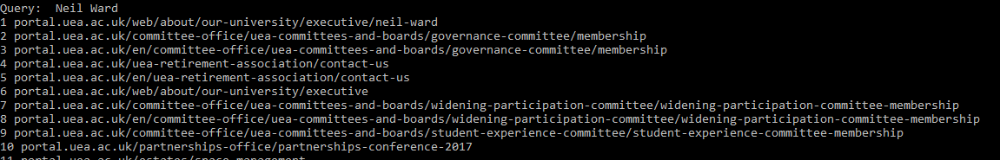 Query:  Neil Ward
1 portal.uea.ac.uk/web/about/our-university/executive/neil-ward
2 portal.uea.ac.uk/committee-office/uea-committees-and-boards/governance-committee/membership
3 portal.uea.ac.uk/en/committee-office/uea-committees-and-boards/governance-committee/membership
4 portal.uea.ac.uk/uea-retirement-association/contact-us
5 portal.uea.ac.uk/en/uea-retirement-association/contact-us
6 portal.uea.ac.uk/web/about/our-university/executive
7 portal.uea.ac.uk/committee-office/uea-committees-and-boards/widening-participation-committee/widening-participation-committee-membership
8 portal.uea.ac.uk/en/committee-office/uea-committees-and-boards/widening-participation-committee/widening-participation-committee-membership
9 portal.uea.ac.uk/committee-office/uea-committees-and-boards/student-experience-committee/student-experience-committee-membership
10 portal.uea.ac.uk/partnerships-office/partnerships-conference-2017
11 portal.uea.ac.uk/estates/space-management